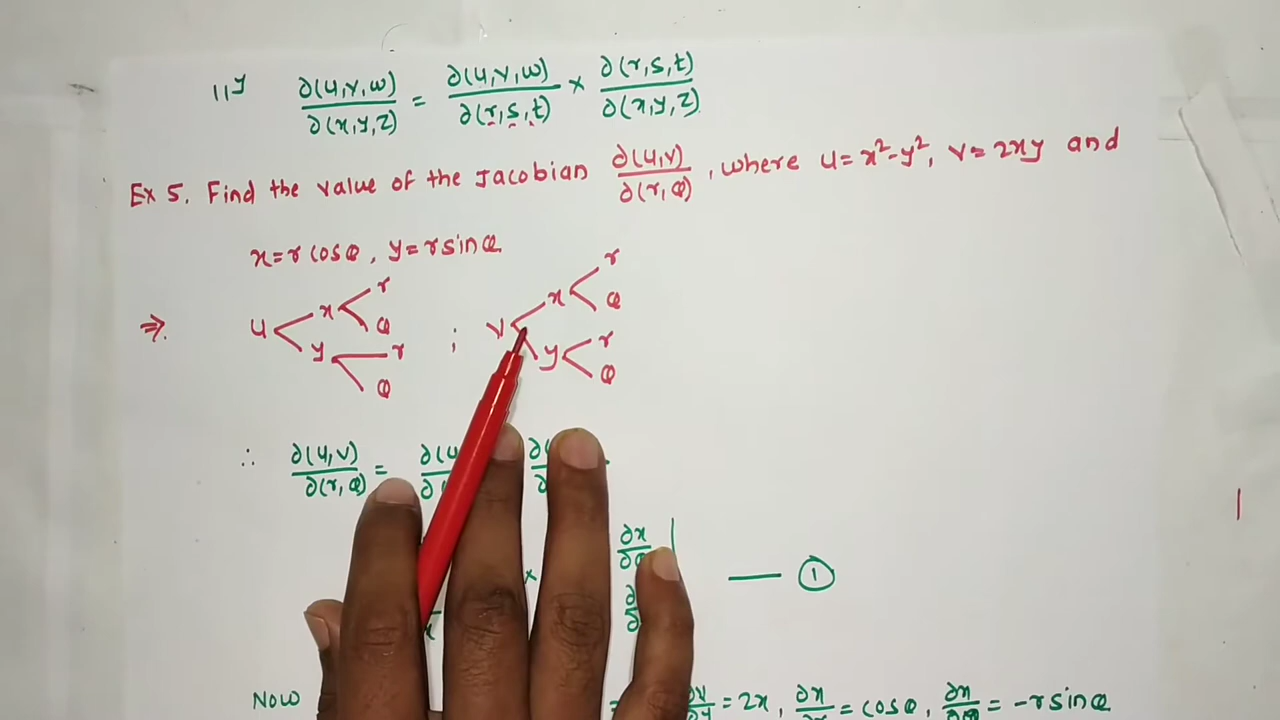 ii) ∂(u,v,w)/∂(x,y,z) = ∂(u,v,w)/∂(r,s,t) × ∂(r,s,t)/∂(x,y,z)
Ex 5. Find the value of the Jacobian ∂(u,v)/∂(r,θ), where u = x²-y², v = 2xy and
x = r cosθ, y = r sinθ
⇒ u < x < r θ y < r θ ; v < x < r θ y < r θ
∴ ∂(u,v)/∂(r,θ) =
× ∂x/∂θ | — ①
Now ∂v/∂y = 2x, ∂x/∂r = cosθ, ∂x/∂θ = -r sinθ